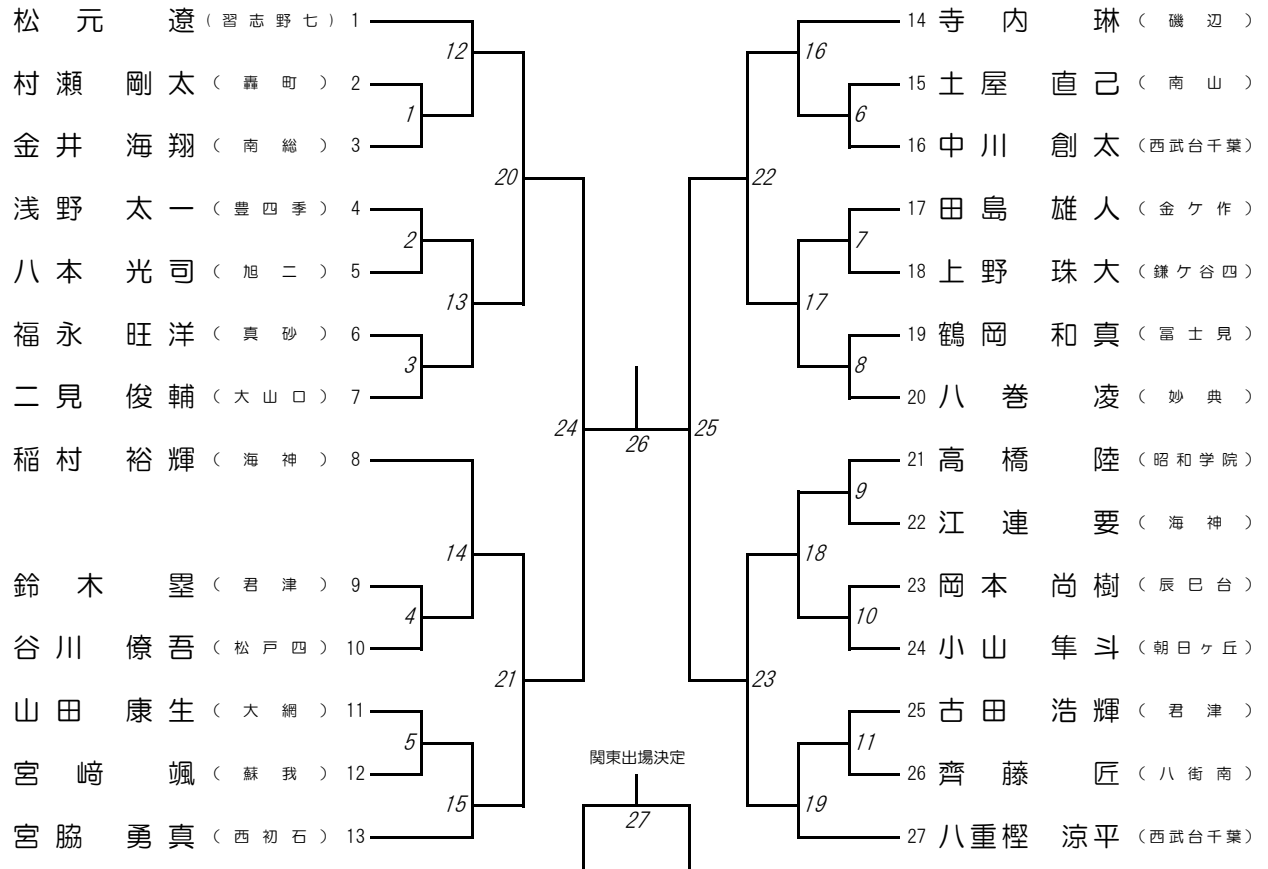 松元 遼 (習志野七) 1
12
村瀬 剛太 (轟町) 2
1
金井 海翔 (南総) 3
20
浅野 太一 (豊四季) 4
2
八本 光司 (旭二) 5
13
福永 旺洋 (真砂) 6
3
二見 俊輔 (大山口) 7
24
稲村 裕輝 (海神) 8
14
鈴木 塁 (君津) 9
4
谷川 僚吾 (松戸四) 10
21
山田 康生 (大網) 11
5
宮﨑 颯 (蘇我) 12
15
宮脇 勇真 (西初石) 13
26
関東出場決定
27
14 寺内 琳 (磯辺)
16
15 土屋 直己 (南山)
6
16 中川 創太 (西武台千葉)
22
17 田島 雄人 (金ケ作)
7
18 上野 珠大 (鎌ケ谷四)
17
19 鶴岡 和真 (冨士見)
8
20 八巻 凌 (妙典)
25
21 高橋 陸 (昭和学院)
9
22 江連 要 (海神)
18
23 岡本 尚樹 (辰巳台)
10
24 小山 隼斗 (朝日ヶ丘)
23
25 古田 浩輝 (君津)
11
26 齊藤 匠 (八街南)
19
27 八重樫 涼平 (西武台千葉)